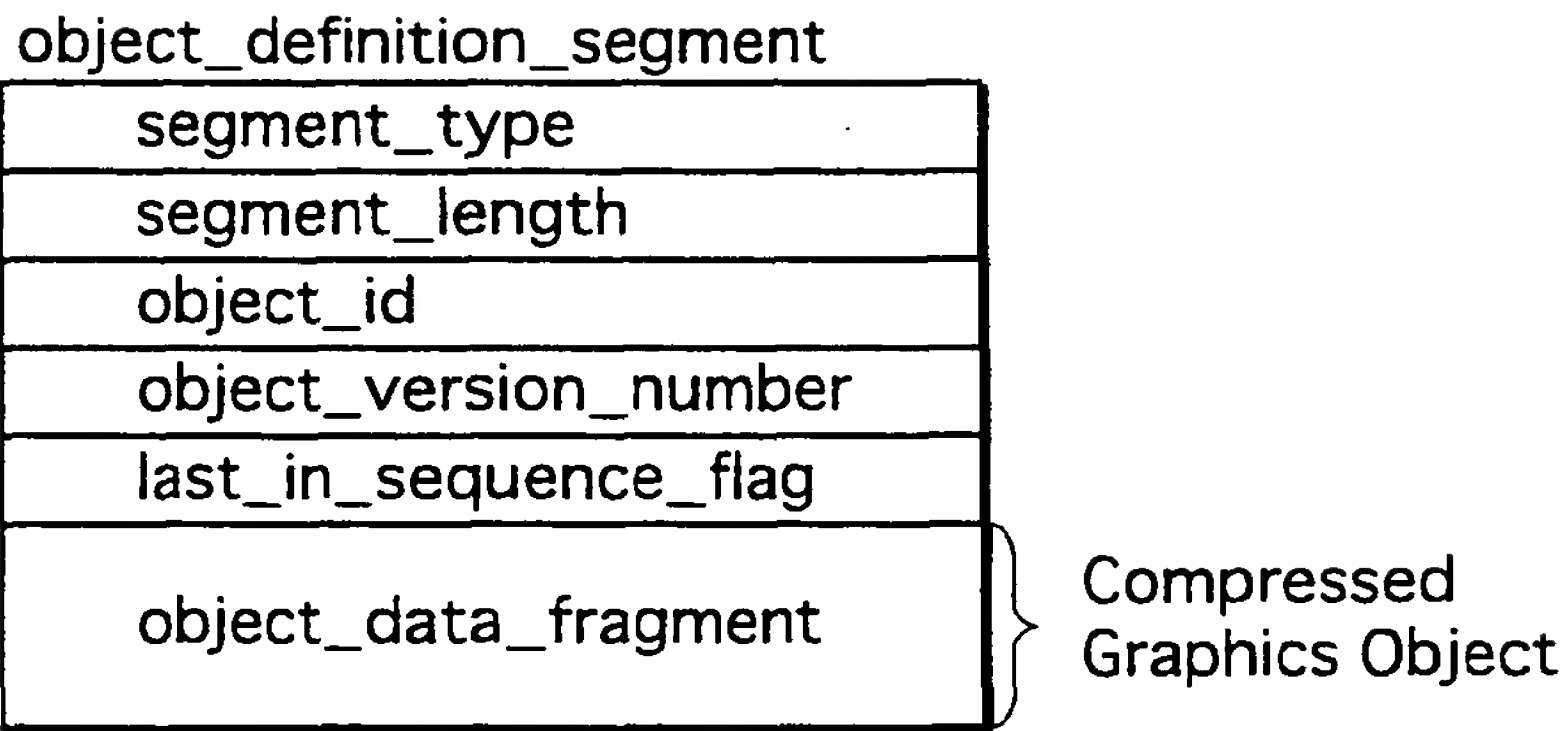 object_definition_segment
segment_type
segment_length
object_id
object_version_number
last_in_sequence_flag
object_data_fragment
Compressed
Graphics Object